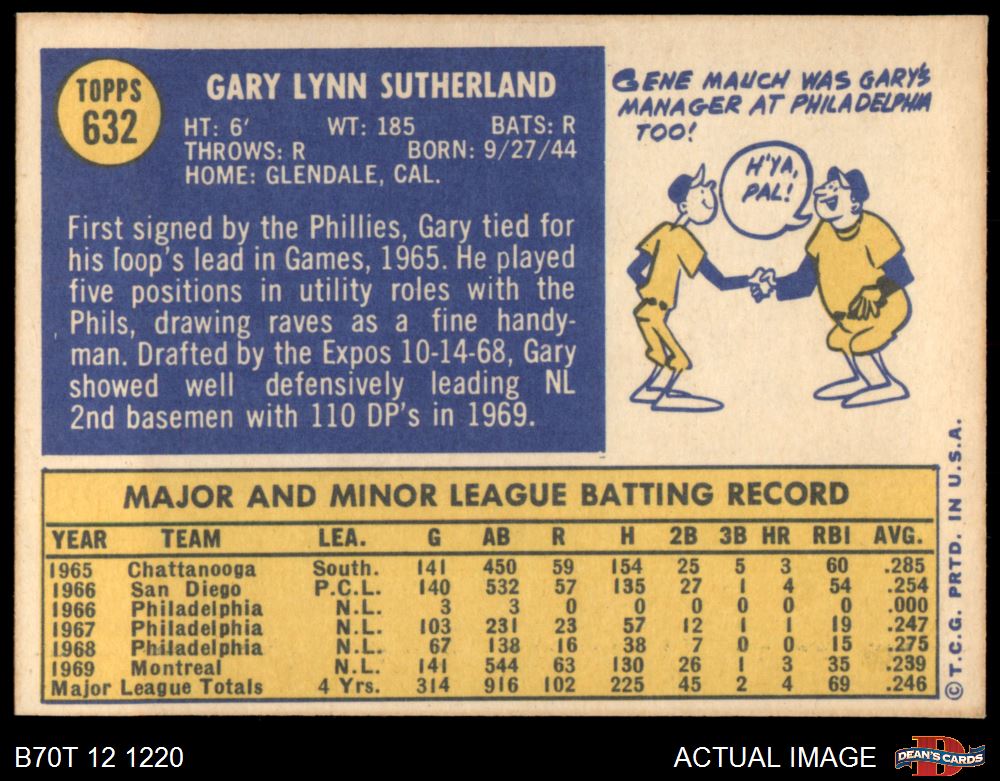 TOPPS
632
GARY LYNN SUTHERLAND
HT: 6' WT: 185 BATS: R
THROWS: R BORN: 9/27/44
HOME: GLENDALE, CAL.
First signed by the Phillies, Gary tied for
his loop's lead in Games, 1965. He played
five positions in utility roles with the
Phils, drawing raves as a fine handy-
man. Drafted by the Expos 10-14-68, Gary
showed well defensively leading NL
2nd basemen with 110 DP's in 1969.
GENE MAUCH WAS GARY'S
MANAGER AT PHILADELPHIA
TOO!
H'YA,
PAL!
MAJOR AND MINOR LEAGUE BATTING RECORD
YEAR TEAM LEA. G AB R H 2B 3B HR RBI AVG.
1965 Chattanooga South. 141 450 59 154 25 5 3 60 .285
1966 San Diego P.C.L. 140 532 57 135 27 1 4 54 .254
1966 Philadelphia N.L. 3 3 0 0 0 0 0 0 .000
1967 Philadelphia N.L. 103 231 23 57 12 1 1 19 .247
1968 Philadelphia N.L. 67 138 16 38 7 0 0 15 .275
1969 Montreal N.L. 141 544 63 130 26 1 3 35 .239
Major League Totals 4 Yrs. 314 916 102 225 45 2 4 69 .246
© T.C.G. PRTD. IN U.S.A.
B70T 12 1220
ACTUAL IMAGE
D
DEAN'S CARDS